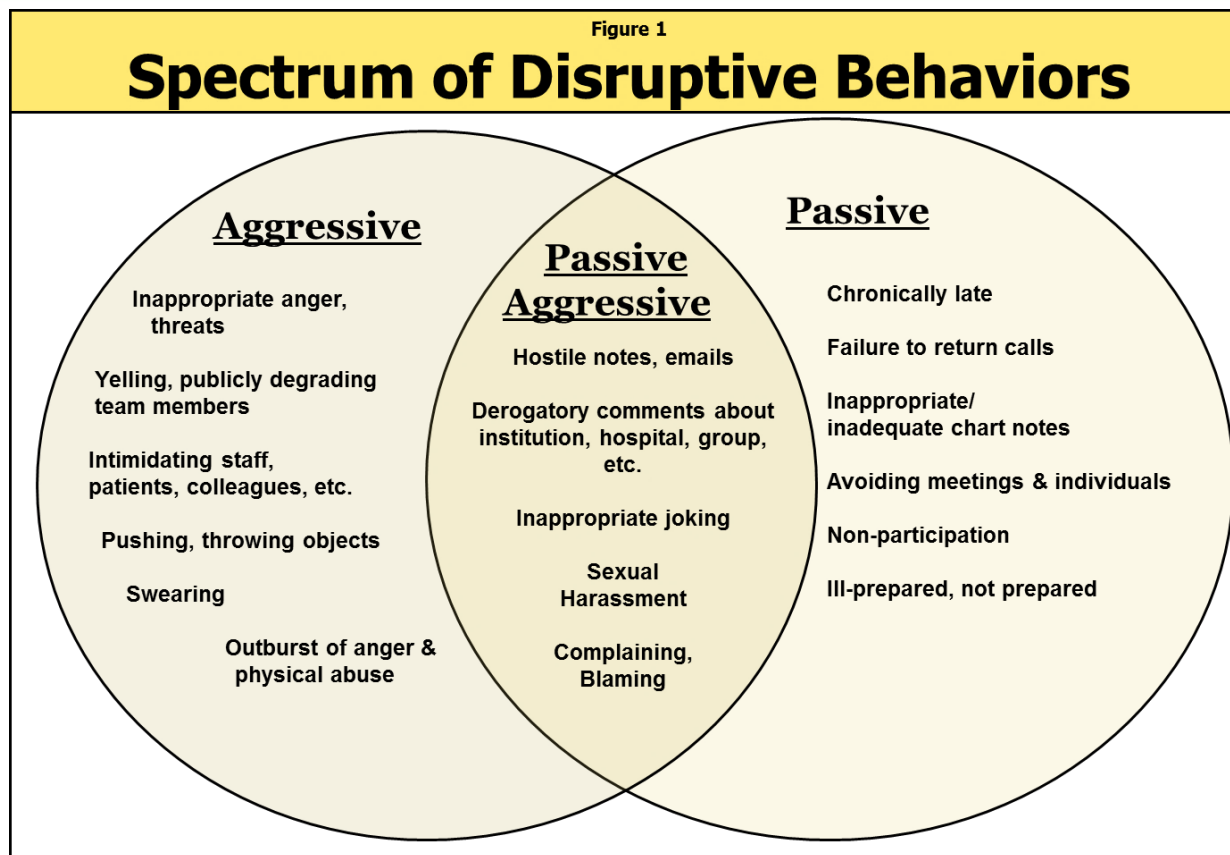 Figure 1
Spectrum of Disruptive Behaviors
Aggressive
Inappropriate anger,
threats
Yelling, publicly degrading
team members
Intimidating staff,
patients, colleagues, etc.
Pushing, throwing objects
Swearing
Outburst of anger &
physical abuse
Passive
Aggressive
Hostile notes, emails
Derogatory comments about
institution, hospital, group,
etc.
Inappropriate joking
Sexual
Harassment
Complaining,
Blaming
Passive
Chronically late
Failure to return calls
Inappropriate/
inadequate chart notes
Avoiding meetings & individuals
Non-participation
Ill-prepared, not prepared